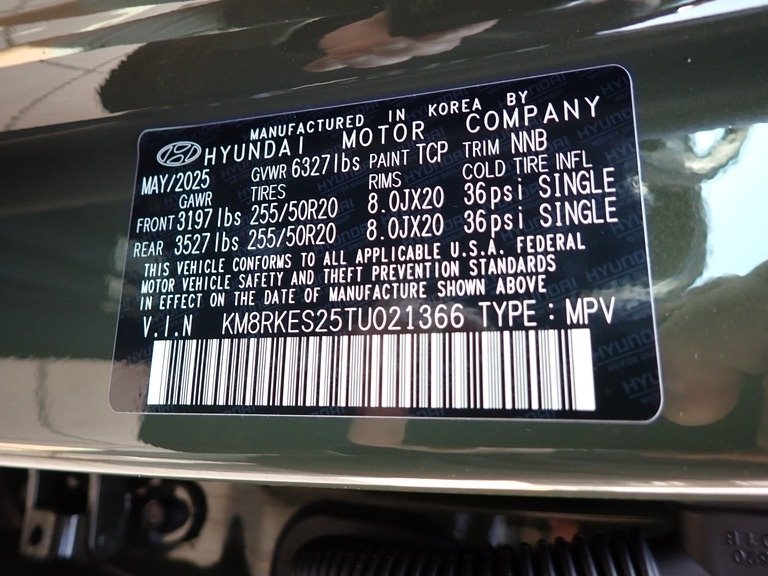 MANUFACTURED IN KOREA BY
HYUNDAI MOTOR COMPANY
MAY/2025 GVWR 6327lbs PAINT TCP TRIM NNB
GAWR TIRES RIMS COLD TIRE INFL
FRONT 3197lbs 255/50R20 8.0JX20 36psi SINGLE
REAR 3527lbs 255/50R20 8.0JX20 36psi SINGLE
THIS VEHICLE CONFORMS TO ALL APPLICABLE U.S.A. FEDERAL
MOTOR VEHICLE SAFETY AND THEFT PREVENTION STANDARDS
IN EFFECT ON THE DATE OF MANUFACTURE SHOWN ABOVE
V.I.N KM8RKES25TU021366 TYPE : MPV